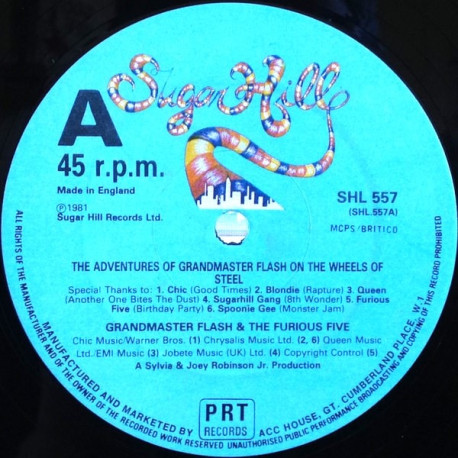 Sugar Hill
A
45 r.p.m.
Made in England
℗1981
Sugar Hill Records Ltd.
SHL 557
(SHL.557A)
MCPS/BRITICO
THE ADVENTURES OF GRANDMASTER FLASH ON THE WHEELS OF
STEEL
Special Thanks to: 1. Chic (Good Times) 2. Blondie (Rapture) 3. Queen
(Another One Bites The Dust) 4. Sugarhill Gang (8th Wonder) 5. Furious
Five (Birthday Party) 6. Spoonie Gee (Monster Jam)
GRANDMASTER FLASH & THE FURIOUS FIVE
Chic Music/Warner Bros. (1) Chrysalis Music Ltd. (2, 6) Queen Music
Ltd./EMI Music (3) Jobete Music (UK) Ltd. (4) Copyright Control (5)
A Sylvia & Joey Robinson Jr. Production
MANUFACTURED AND MARKETED BY
PRT
RECORDS
ACC HOUSE, GT. CUMBERLAND PLACE, W.1
ALL RIGHTS OF THE MANUFACTURER AND OF THE OWNER OF THE RECORDED WORK RESERVED UNAUTHORISED PUBLIC PERFORMANCE BROADCASTING AND COPYING OF THIS RECORD PROHIBITED